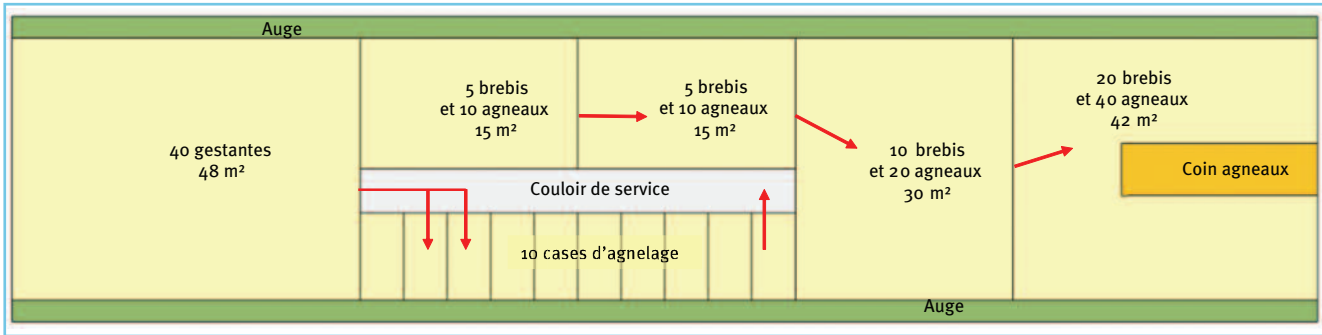 Auge
40 gestantes
48 m²
5 brebis
et 10 agneaux
15 m²
5 brebis
et 10 agneaux
15 m²
Couloir de service
10 cases d’agnelage
10 brebis
et 20 agneaux
30 m²
20 brebis
et 40 agneaux
42 m²
Coin agneaux
Auge